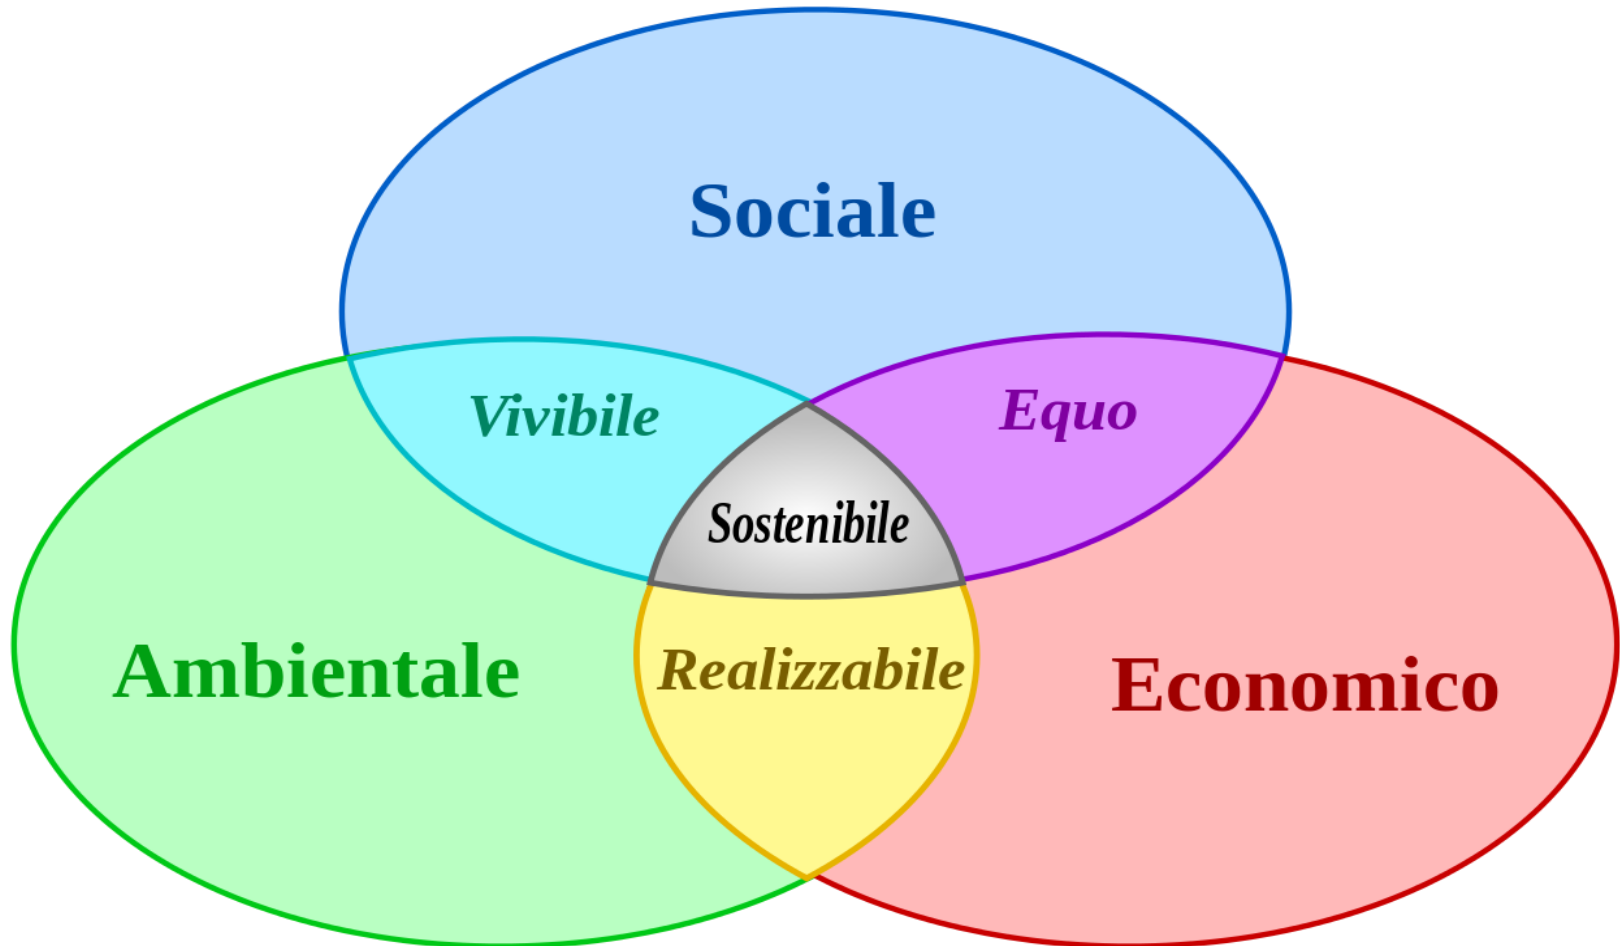 Sociale
Vivibile
Equo
Sostenibile
Ambientale
Realizzabile
Economico